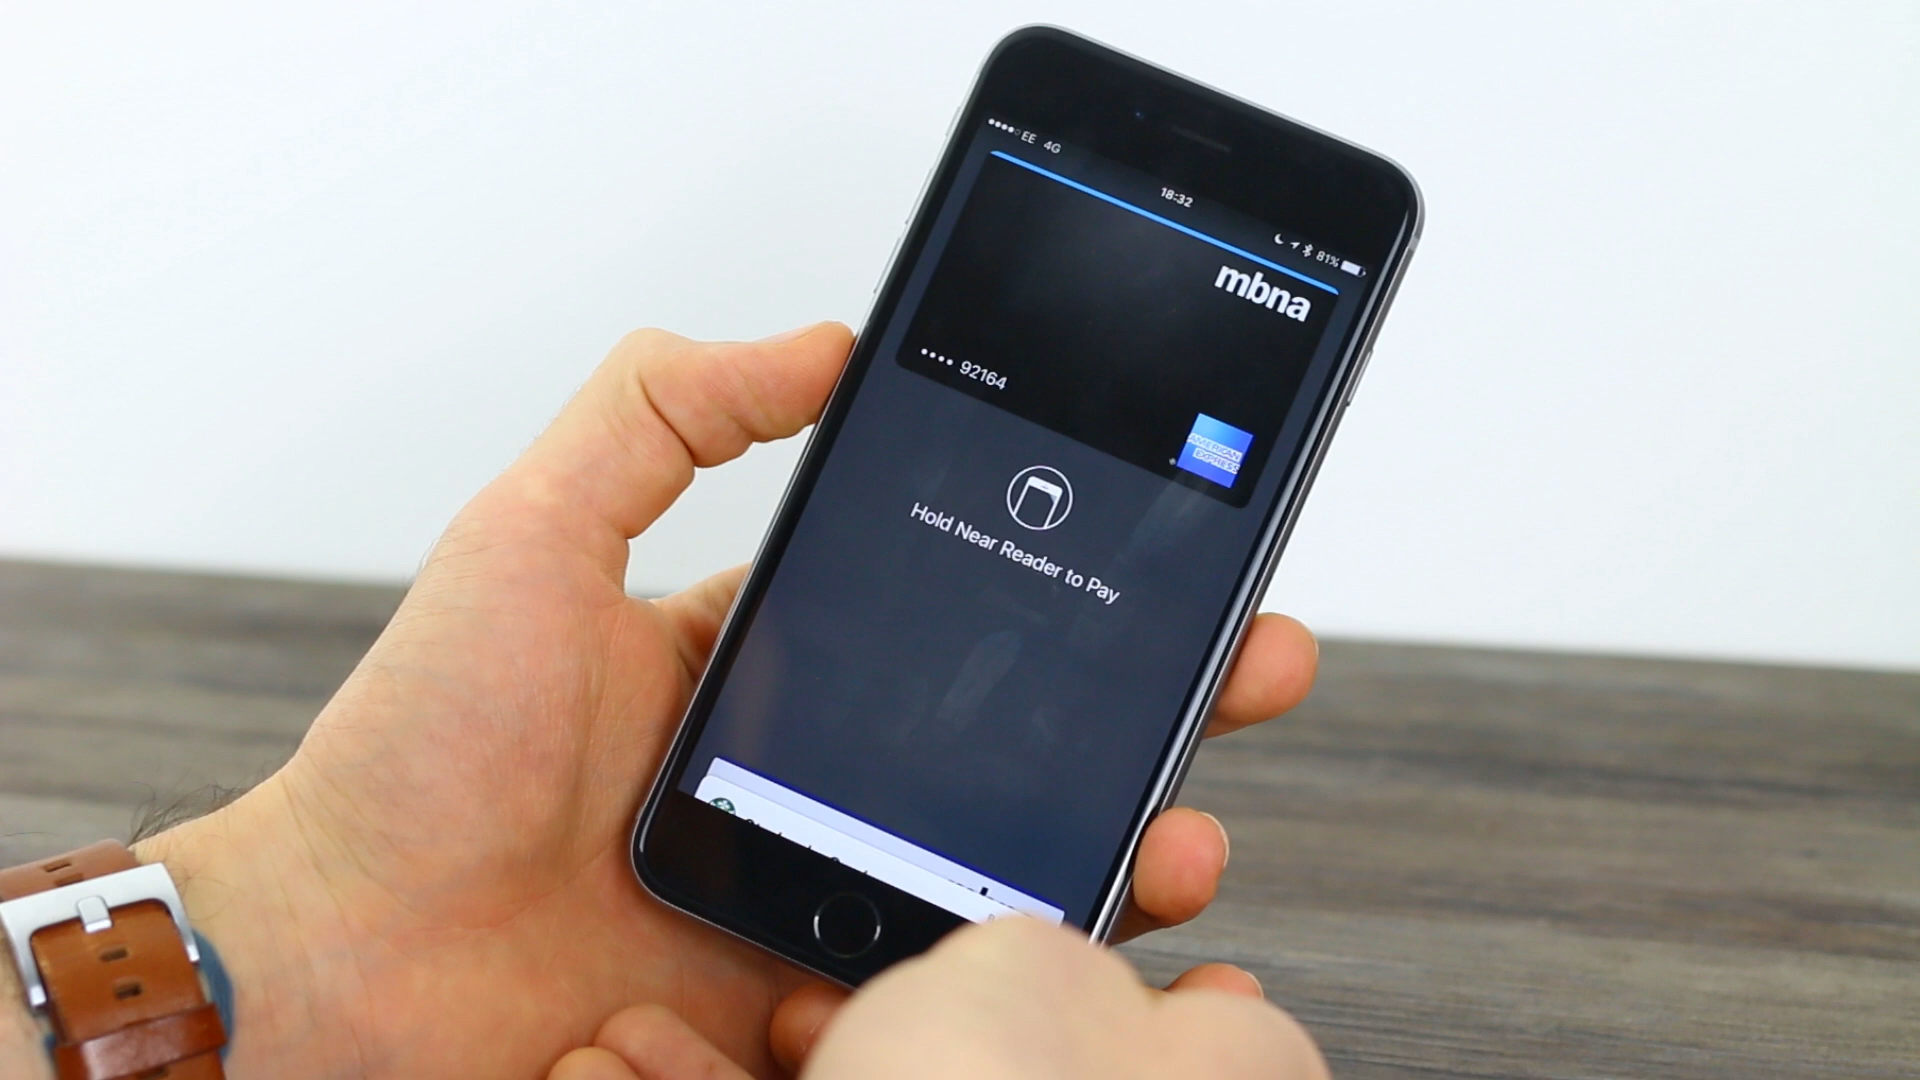 ●●●●○ EE 4G
18:32
81%
mbna
•••• 92164
AMERICAN
EXPRESS
Hold Near Reader to Pay